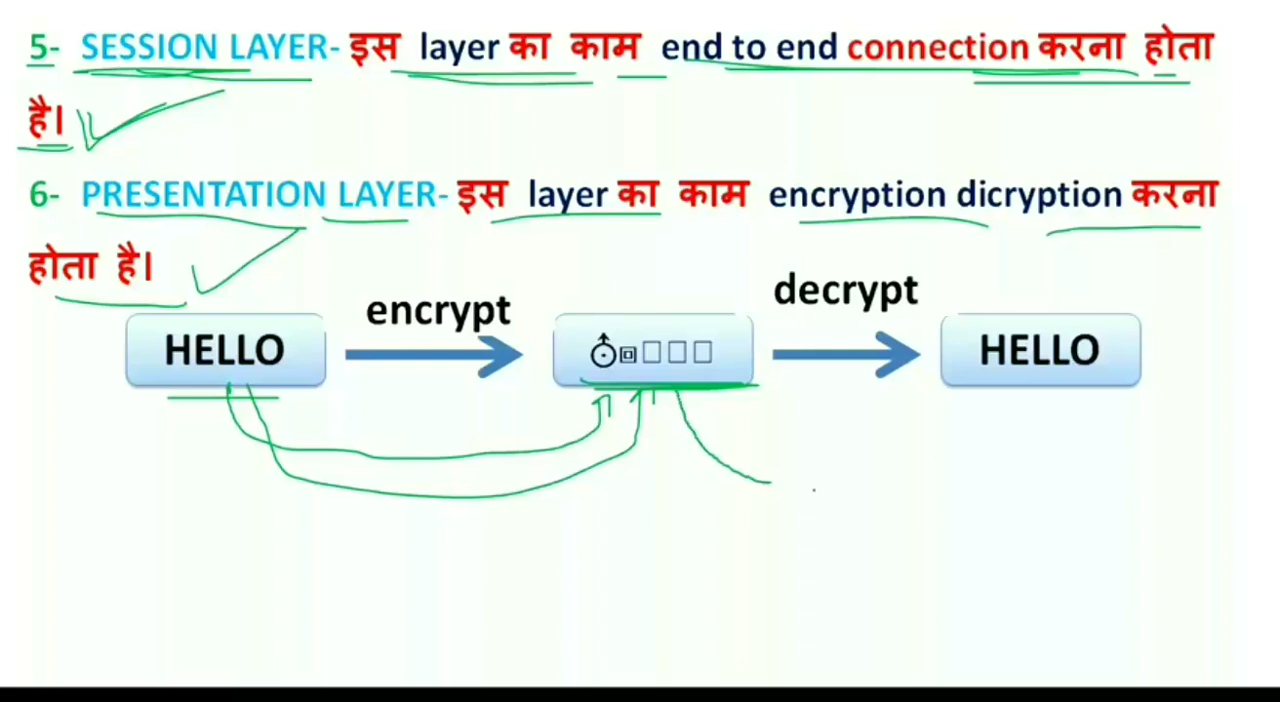 5- SESSION LAYER- इस layer का काम end to end connection करना होता
है।
6- PRESENTATION LAYER- इस layer का काम encryption dicryption करना
होता है।
encrypt
decrypt
HELLO
HELLO